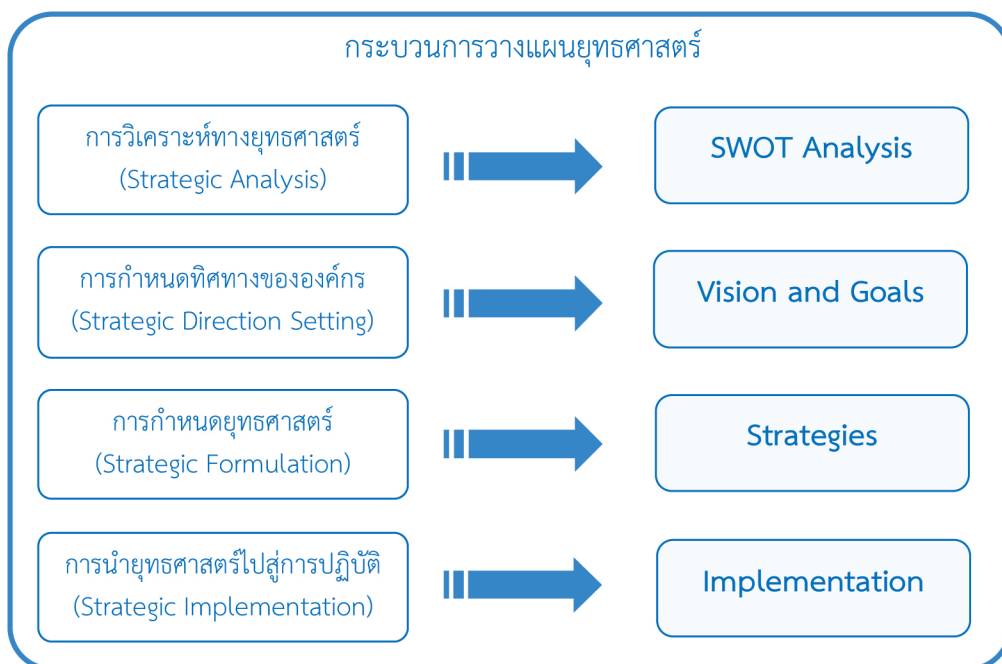 กระบวนการวางแผนยุทธศาสตร์
การวิเคราะห์ทางยุทธศาสตร์
(Strategic Analysis)
SWOT Analysis
การกำหนดทิศทางขององค์กร
(Strategic Direction Setting)
Vision and Goals
การกำหนดยุทธศาสตร์
(Strategic Formulation)
Strategies
การนำยุทธศาสตร์ไปสู่การปฏิบัติ
(Strategic Implementation)
Implementation